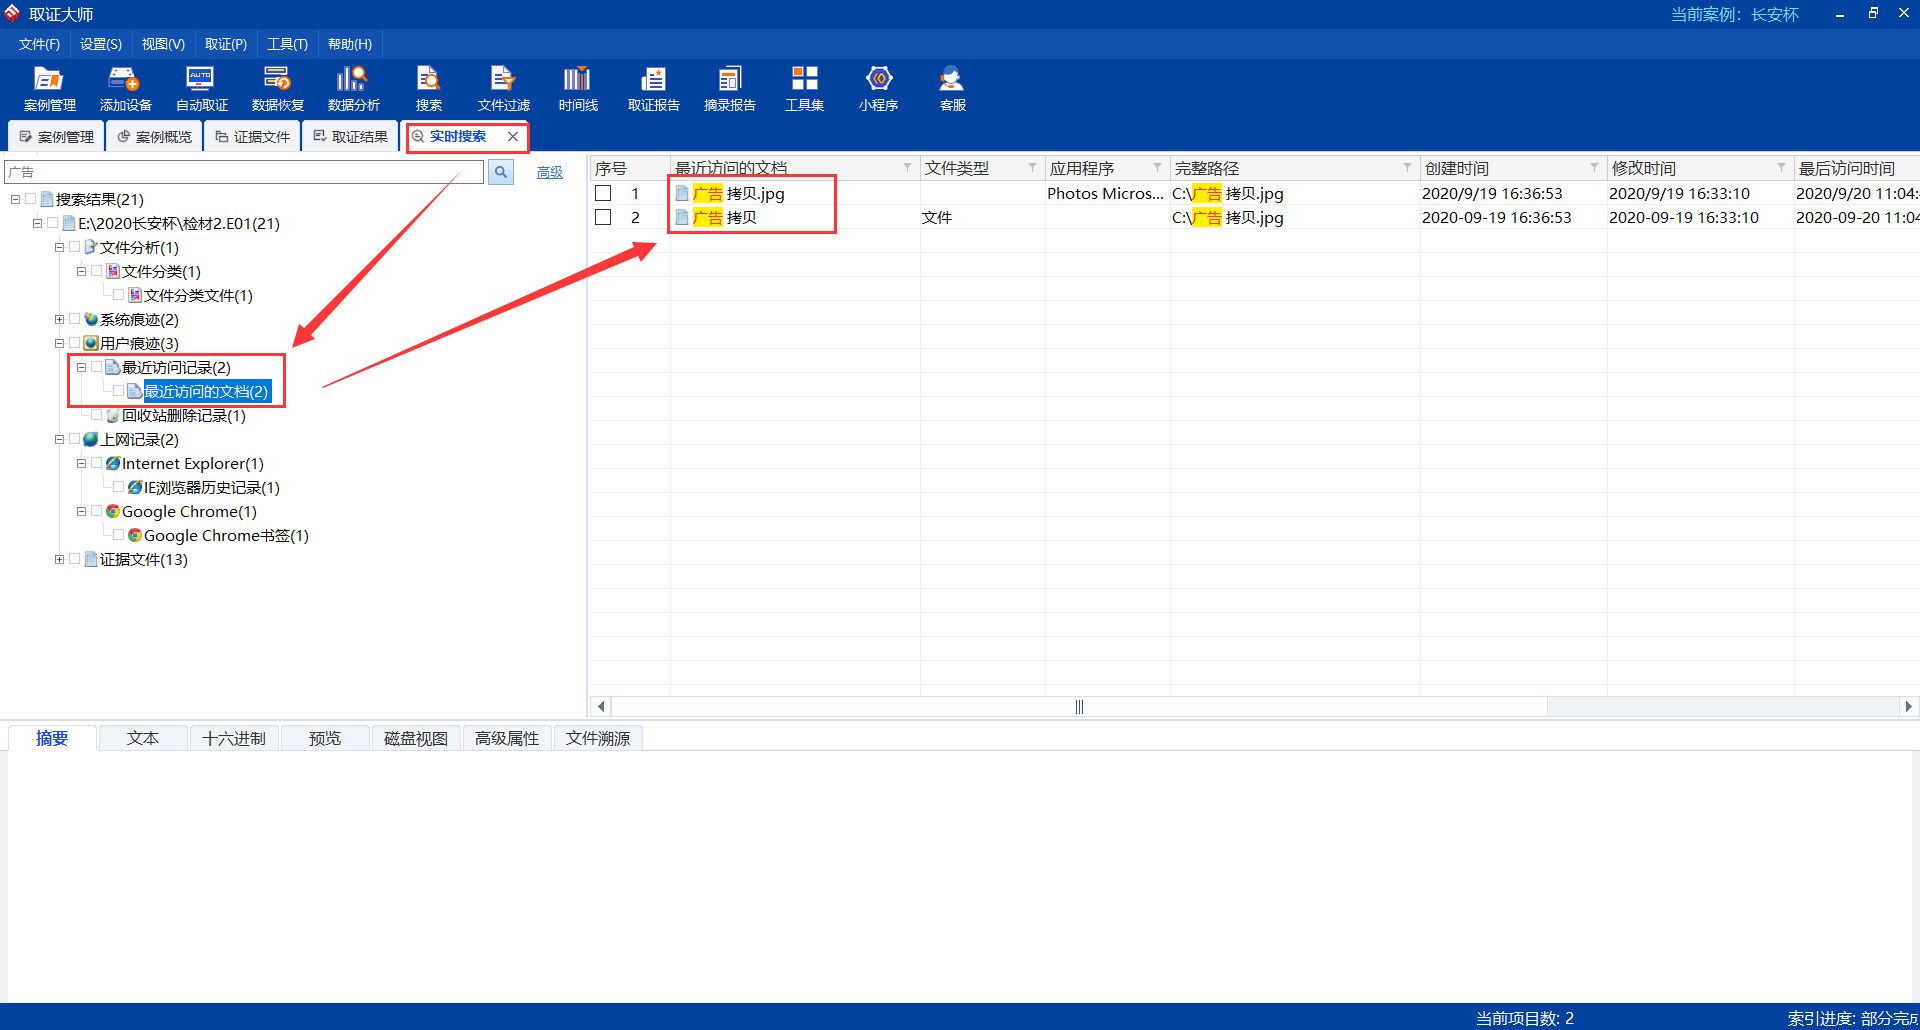 取证大师
当前案例：长安杯
文件(F) 设置(S) 视图(V) 取证(P) 工具(T) 帮助(H)
AUTO
案例管理 添加设备 自动取证 数据恢复 数据分析 搜索 文件过滤 时间线 取证报告 摘录报告 工具集 小程序 客服
案例管理 案例概览 证据文件 取证结果 实时搜索
广告 高级
搜索结果(21)
E:\2020长安杯\检材2.E01(21)
文件分析(1)
文件分类(1)
文件分类文件(1)
系统痕迹(2)
用户痕迹(3)
最近访问记录(2)
最近访问的文档(2)
回收站删除记录(1)
上网记录(2)
Internet Explorer(1)
IE浏览器历史记录(1)
Google Chrome(1)
Google Chrome书签(1)
证据文件(13)
序号 最近访问的文档 文件类型 应用程序 完整路径 创建时间 修改时间 最后访问时间
1 广告 拷贝.jpg Photos Micros... C:\广告 拷贝.jpg 2020/9/19 16:36:53 2020/9/19 16:33:10 2020/9/20 11:04:
2 广告 拷贝 文件 C:\广告 拷贝.jpg 2020-09-19 16:36:53 2020-09-19 16:33:10 2020-09-20 11:04
摘要 文本 十六进制 预览 磁盘视图 高级属性 文件溯源
当前项目数: 2 索引进度: 部分完成